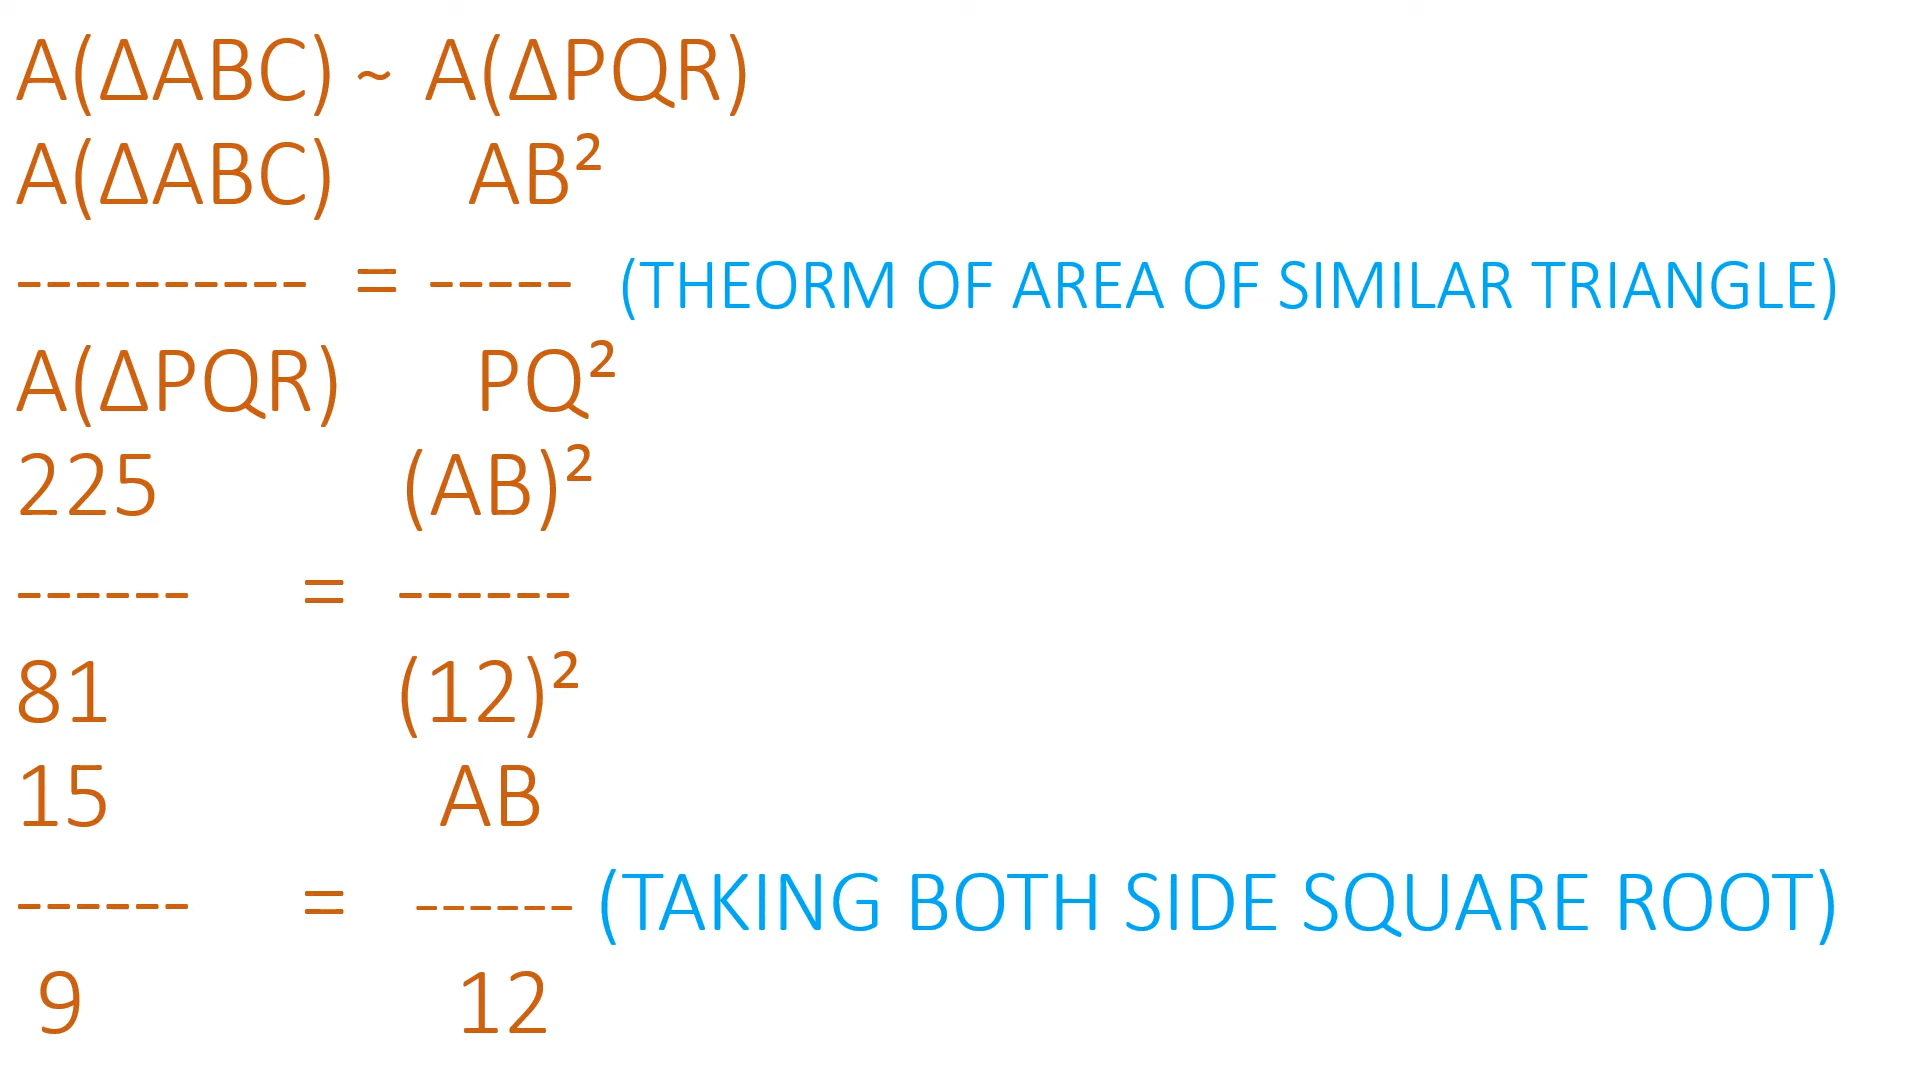 A(ΔABC) ~ A(ΔPQR)
A(ΔABC) AB²
---------- = ----- (THEORM OF AREA OF SIMILAR TRIANGLE)
A(ΔPQR) PQ²
225 (AB)²
------ = ------
81 (12)²
15 AB
------ = ------ (TAKING BOTH SIDE SQUARE ROOT)
9 12